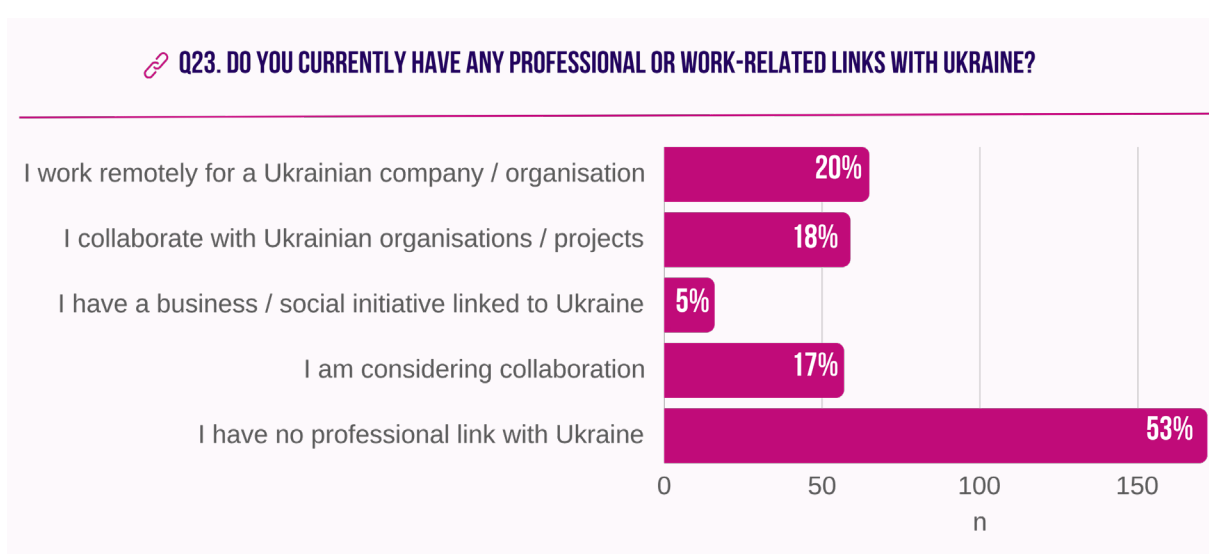 Q23. DO YOU CURRENTLY HAVE ANY PROFESSIONAL OR WORK-RELATED LINKS WITH UKRAINE?
I work remotely for a Ukrainian company / organisation
20%
I collaborate with Ukrainian organisations / projects
18%
I have a business / social initiative linked to Ukraine
5%
I am considering collaboration
17%
I have no professional link with Ukraine
53%
0
50
100
150
n